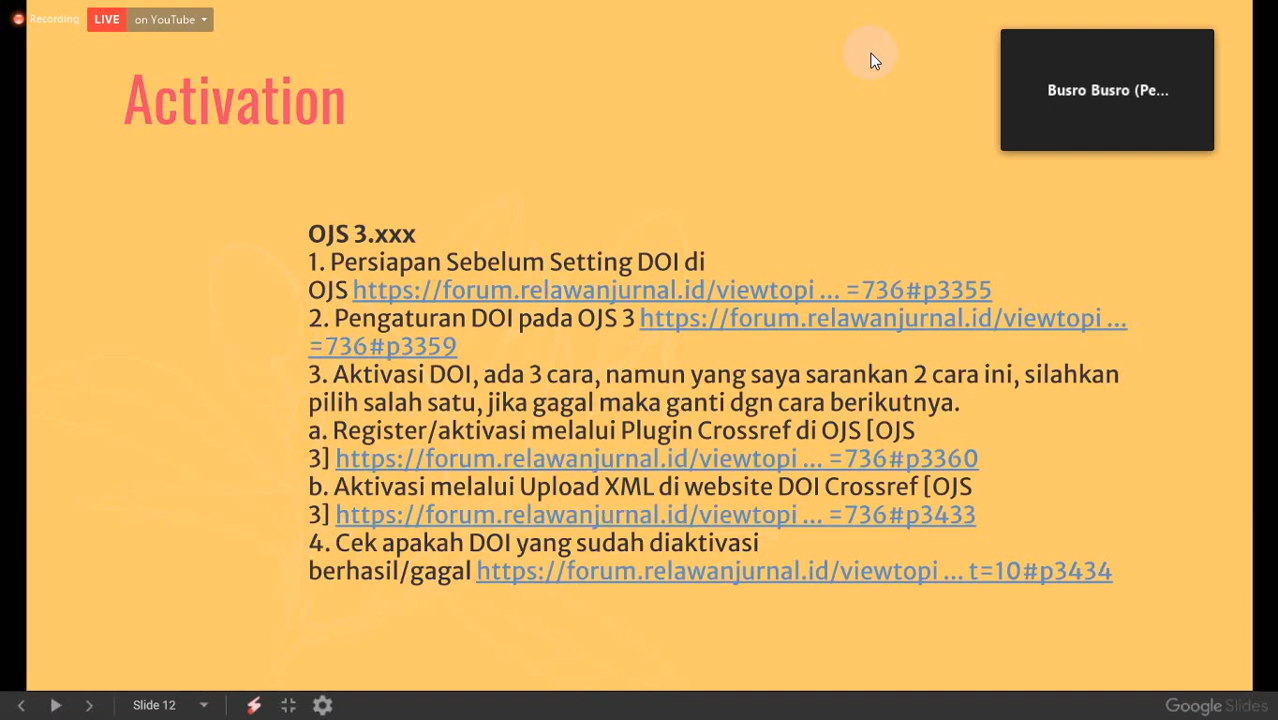 Recording
LIVE on YouTube
Activation
Busro Busro (Pe...
OJS 3.xxx
1. Persiapan Sebelum Setting DOI di
OJS https://forum.relawanjurnal.id/viewtopi ... =736#p3355
2. Pengaturan DOI pada OJS 3 https://forum.relawanjurnal.id/viewtopi ...
=736#p3359
3. Aktivasi DOI, ada 3 cara, namun yang saya sarankan 2 cara ini, silahkan
pilih salah satu, jika gagal maka ganti dgn cara berikutnya.
a. Register/aktivasi melalui Plugin Crossref di OJS [OJS
3] https://forum.relawanjurnal.id/viewtopi ... =736#p3360
b. Aktivasi melalui Upload XML di website DOI Crossref [OJS
3] https://forum.relawanjurnal.id/viewtopi ... =736#p3433
4. Cek apakah DOI yang sudah diaktivasi
berhasil/gagal https://forum.relawanjurnal.id/viewtopi ... t=10#p3434
Slide 12
Google Slides